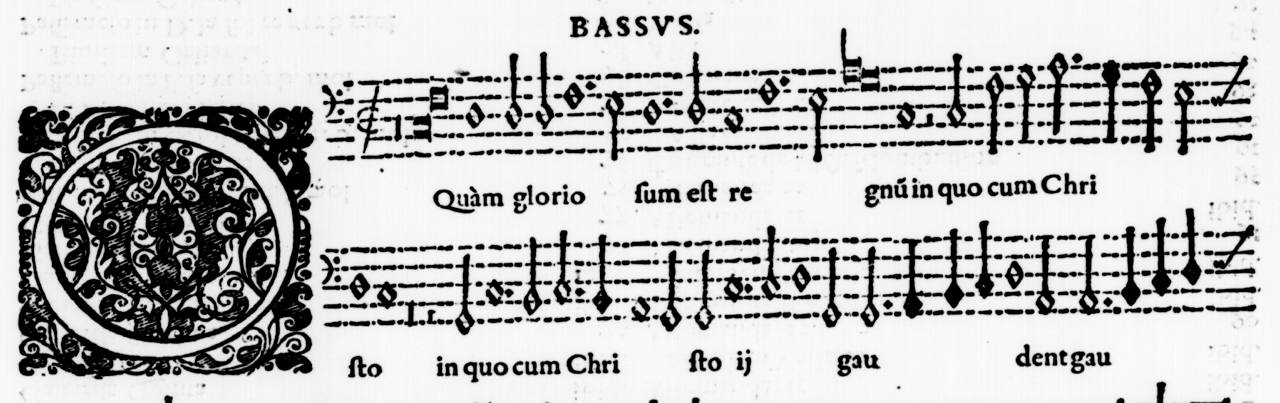 BASSVS.
Quàm glorio ſum eſt re gnũ in quo cum Chri
ſto in quo cum Chri ſto ij gau dent gau